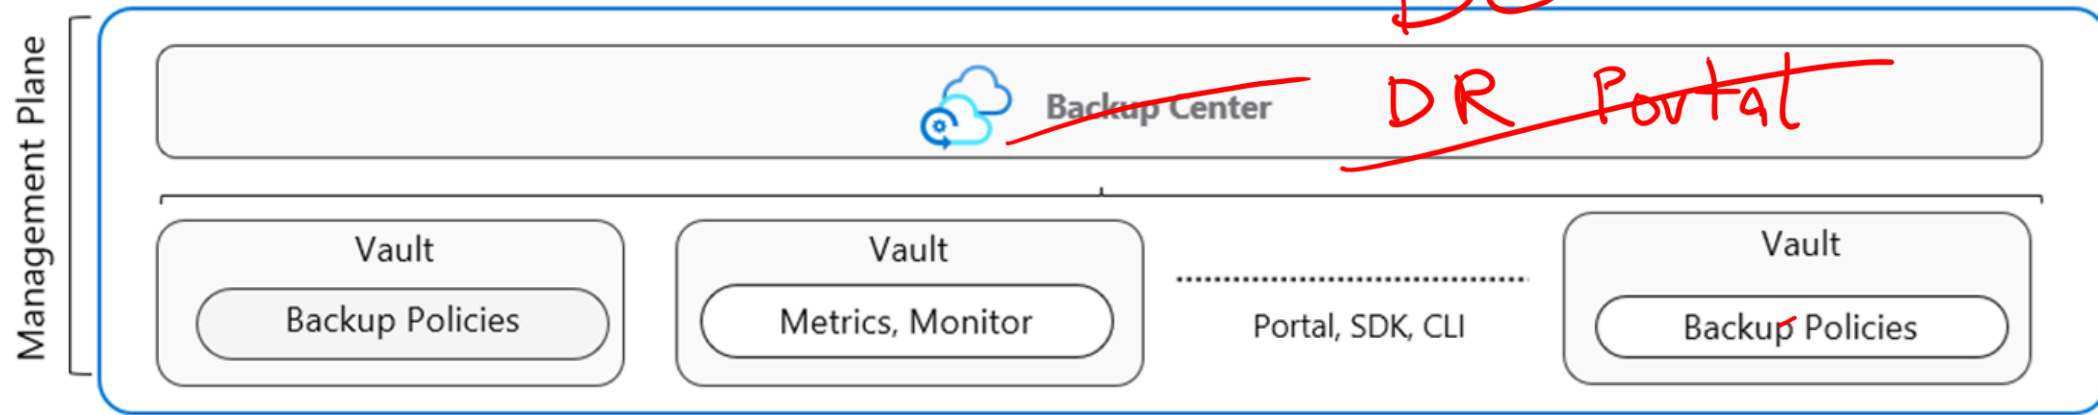 Management Plane
Backup Center DR Portal
Vault
Backup Policies
Vault
Metrics, Monitor
Portal, SDK, CLI
Vault
Backup Policies